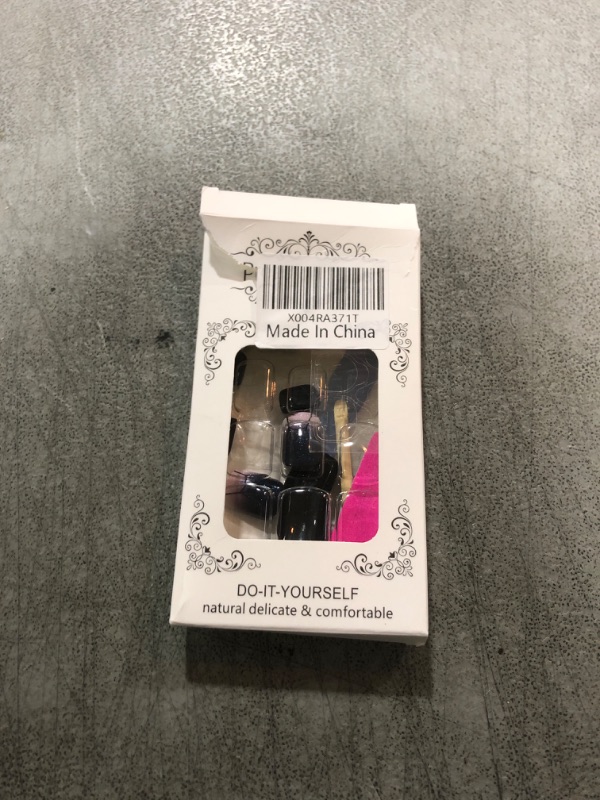 X004RA371T
Made In China
DO-IT-YOURSELF
natural delicate & comfortable